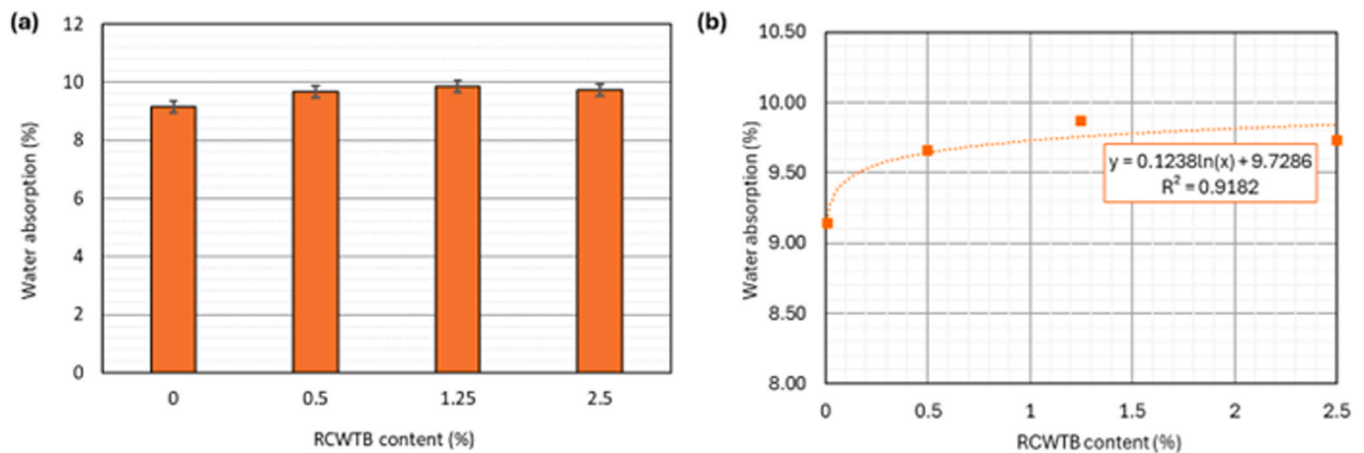 (a)
12
10
8
6
4
2
0
Water absorption (%)
0 0.5 1.25 2.5
RCWTB content (%)
(b)
10.50
10.00
9.50
9.00
8.50
8.00
Water absorption (%)
y = 0.1238ln(x) + 9.7286
R² = 0.9182
0 0.5 1 1.5 2 2.5
RCWTB content (%)